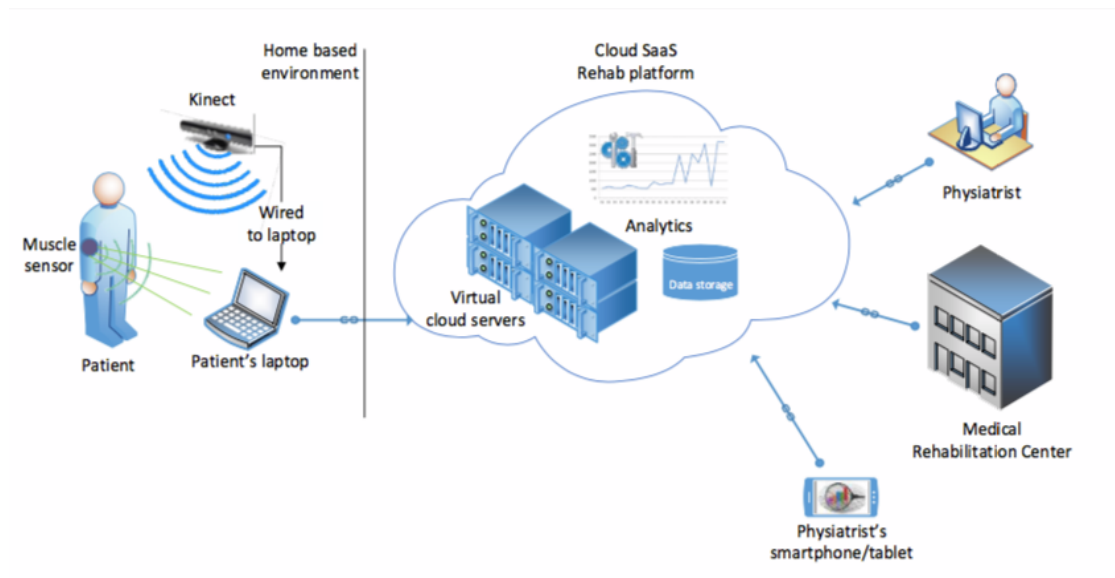 Home based
environment
Cloud SaaS
Rehab platform
Kinect
Wired
to laptop
Muscle
sensor
Patient
Patient's laptop
Analytics
Data storage
Virtual
cloud servers
Physiatrist
Medical
Rehabilitation Center
Physiatrist's
smartphone/tablet